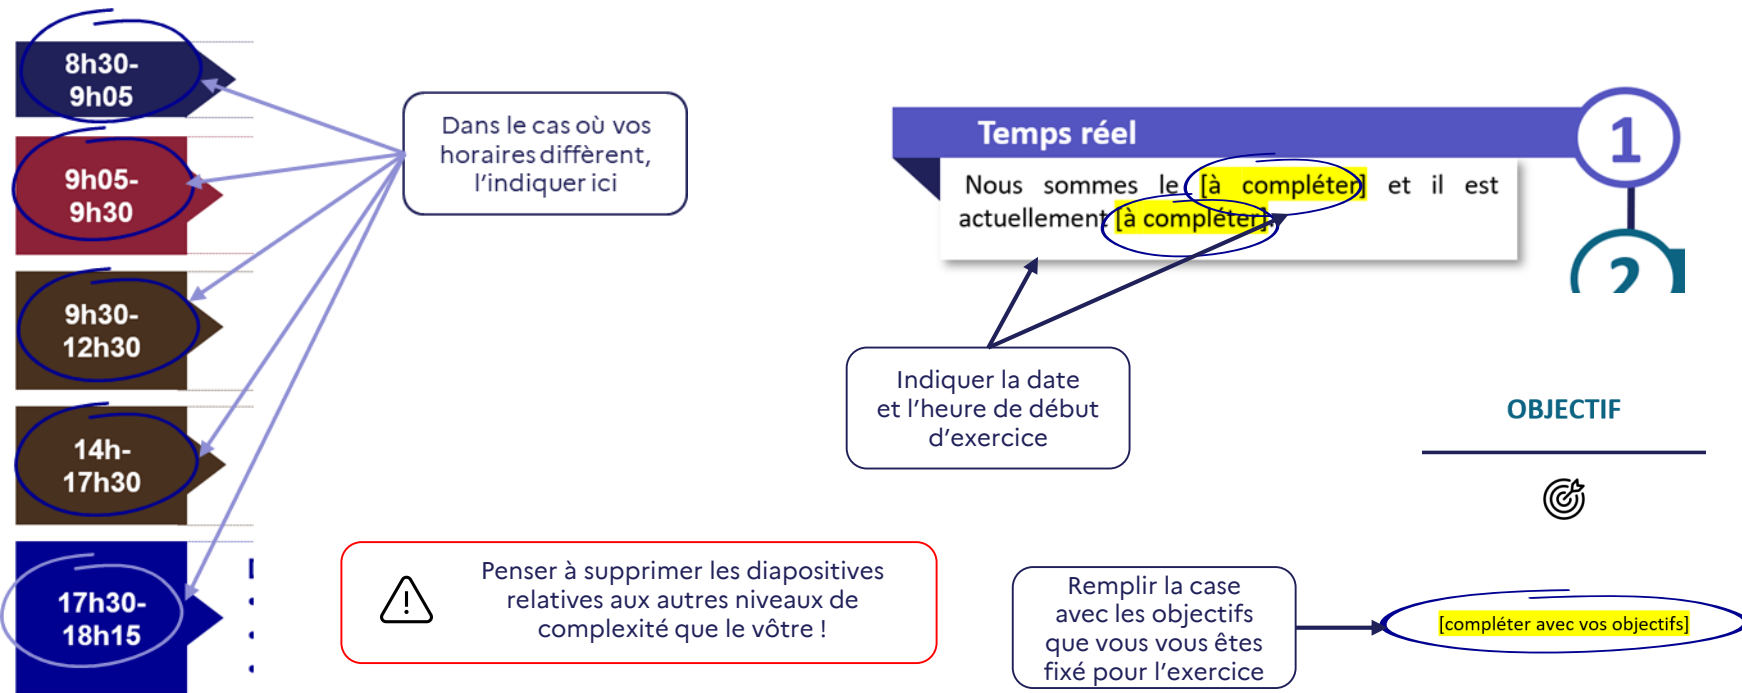 8h30-
9h05
9h05-
9h30
9h30-
12h30
14h-
17h30
17h30-
18h15
Dans le cas où vos
horaires diffèrent,
l'indiquer ici
Temps réel
1
Nous sommes le [à compléter] et il est
actuellement [à compléter].
2
Indiquer la date
et l'heure de début
d'exercice
OBJECTIF
Penser à supprimer les diapositives
relatives aux autres niveaux de
complexité que le vôtre !
Remplir la case
avec les objectifs
que vous vous êtes
fixé pour l'exercice
[compléter avec vos objectifs]